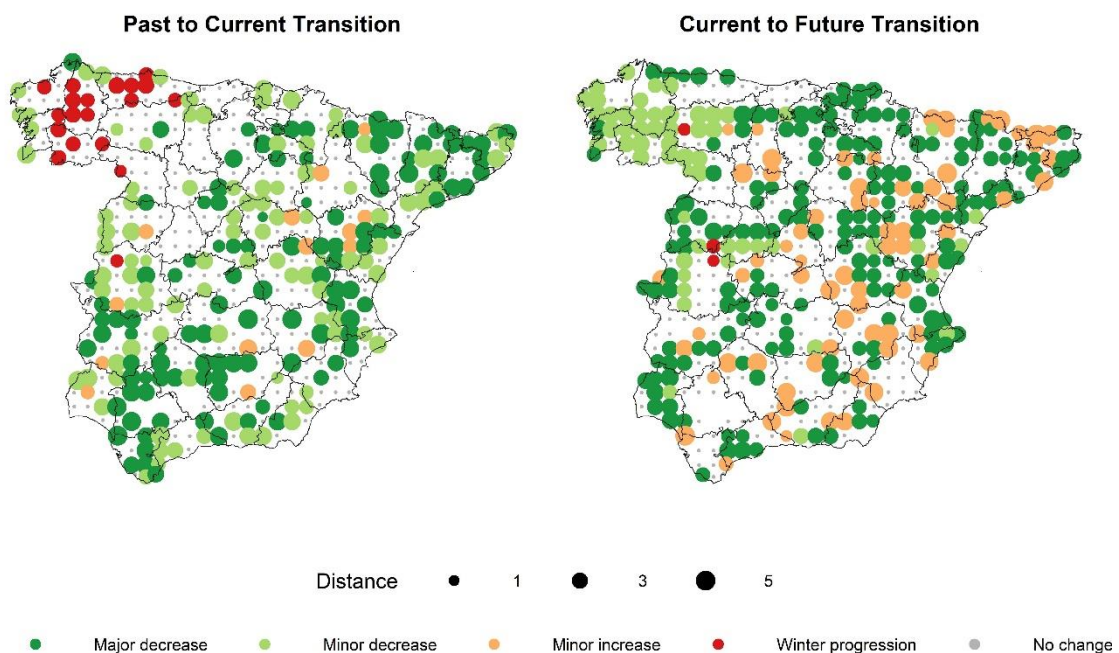 Past to Current Transition
Current to Future Transition
Distance 1 3 5
Major decrease Minor decrease Minor increase Winter progression No change